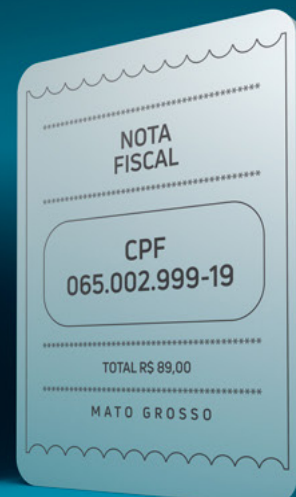 NOTA
FISCAL
CPF
065.002.999-19
TOTAL R$ 89,00
MATO GROSSO